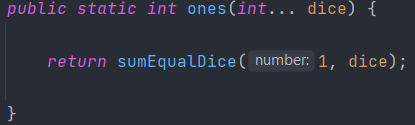 public static int ones(int... dice) {
return sumEqualDice( number: 1, dice);
}